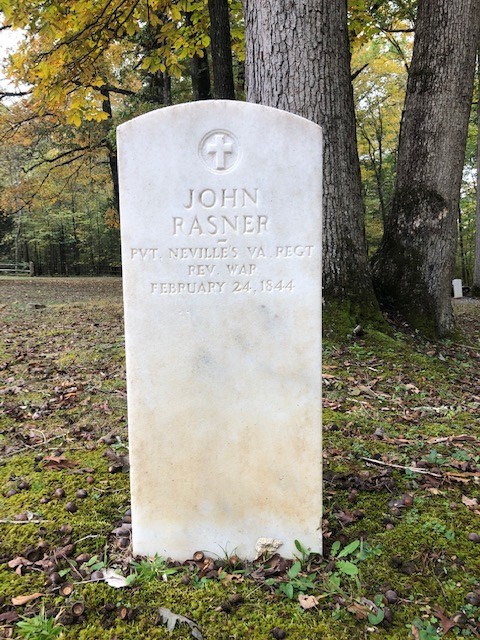 JOHN
RASNER
PVT. NEVILLE'S VA. REGT
REV. WAR
FEBRUARY 24, 1844